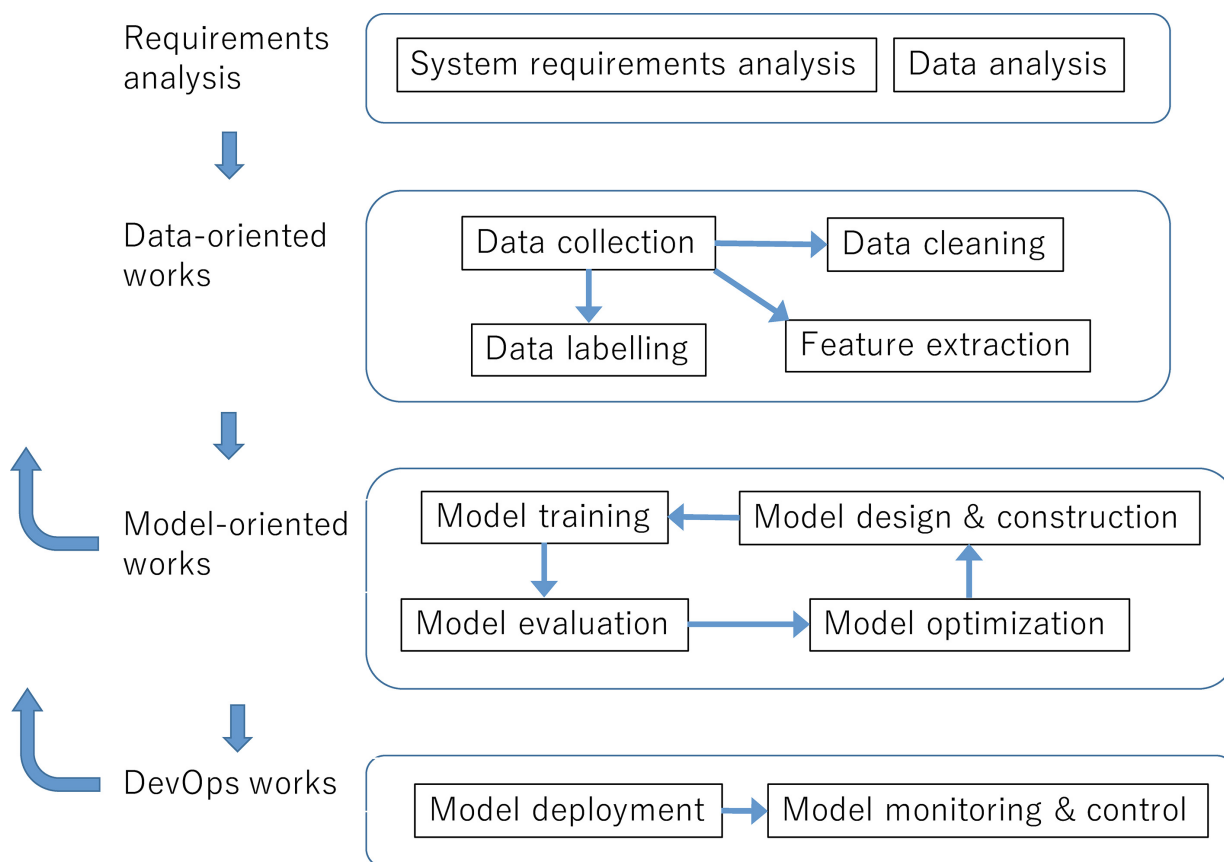 Requirements
analysis
System requirements analysis
Data analysis
Data-oriented
works
Data collection
Data cleaning
Data labelling
Feature extraction
Model-oriented
works
Model training
Model design & construction
Model evaluation
Model optimization
DevOps works
Model deployment
Model monitoring & control